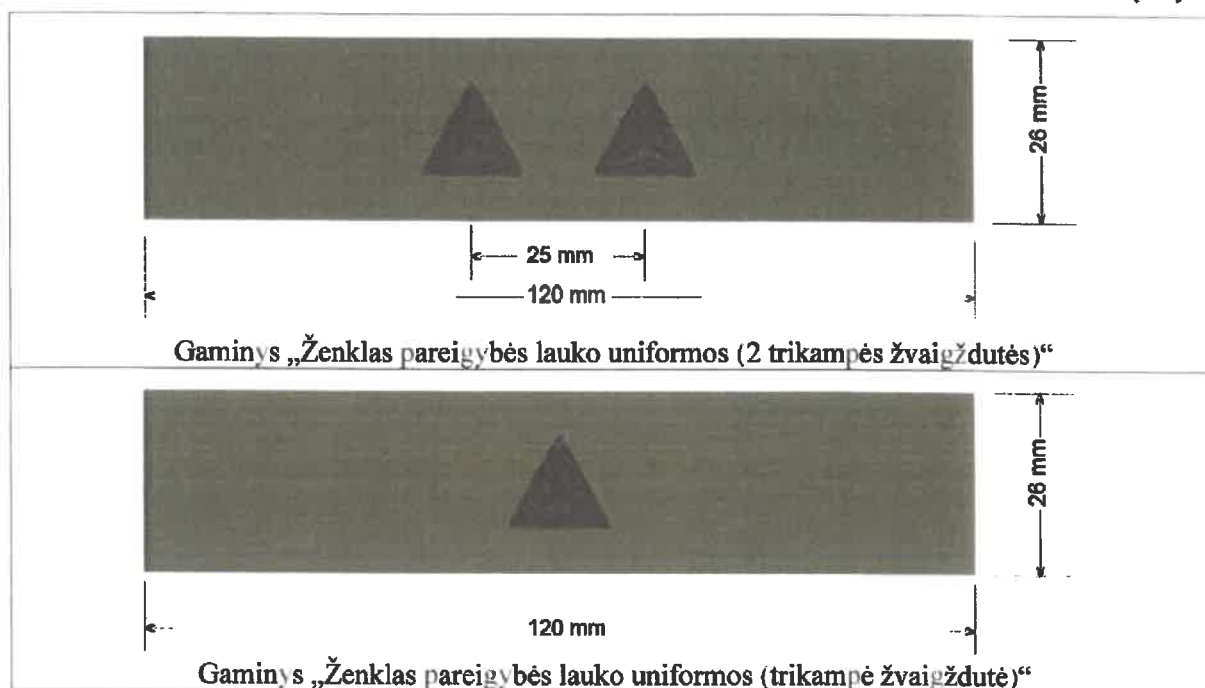 26 mm
25 mm
120 mm
Gaminys „Ženklas pareigybės lauko uniformos (2 trikampės žvaigždutės)“
26 mm
120 mm
Gaminys „Ženklas pareigybės lauko uniformos (trikampė žvaigždutė)“